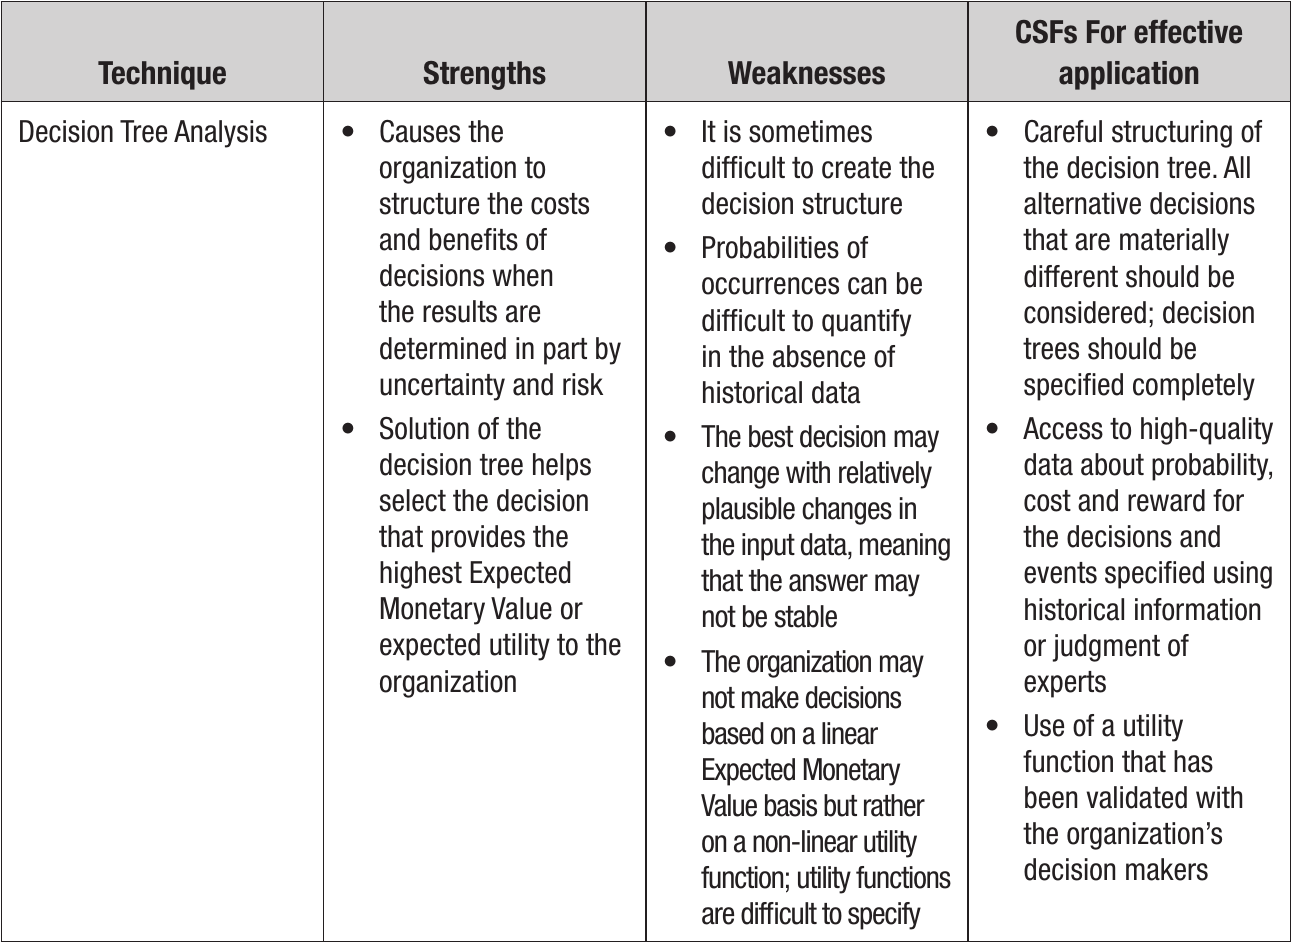 Technique
Strengths
Weaknesses
CSFs For effective
application
Decision Tree Analysis
• Causes the
organization to
structure the costs
and benefits of
decisions when
the results are
determined in part by
uncertainty and risk
• Solution of the
decision tree helps
select the decision
that provides the
highest Expected
Monetary Value or
expected utility to the
organization
• It is sometimes
difficult to create the
decision structure
• Probabilities of
occurrences can be
difficult to quantify
in the absence of
historical data
• The best decision may
change with relatively
plausible changes in
the input data, meaning
that the answer may
not be stable
• The organization may
not make decisions
based on a linear
Expected Monetary
Value basis but rather
on a non-linear utility
function; utility functions
are difficult to specify
• Careful structuring of
the decision tree. All
alternative decisions
that are materially
different should be
considered; decision
trees should be
specified completely
• Access to high-quality
data about probability,
cost and reward for
the decisions and
events specified using
historical information
or judgment of
experts
• Use of a utility
function that has
been validated with
the organization’s
decision makers